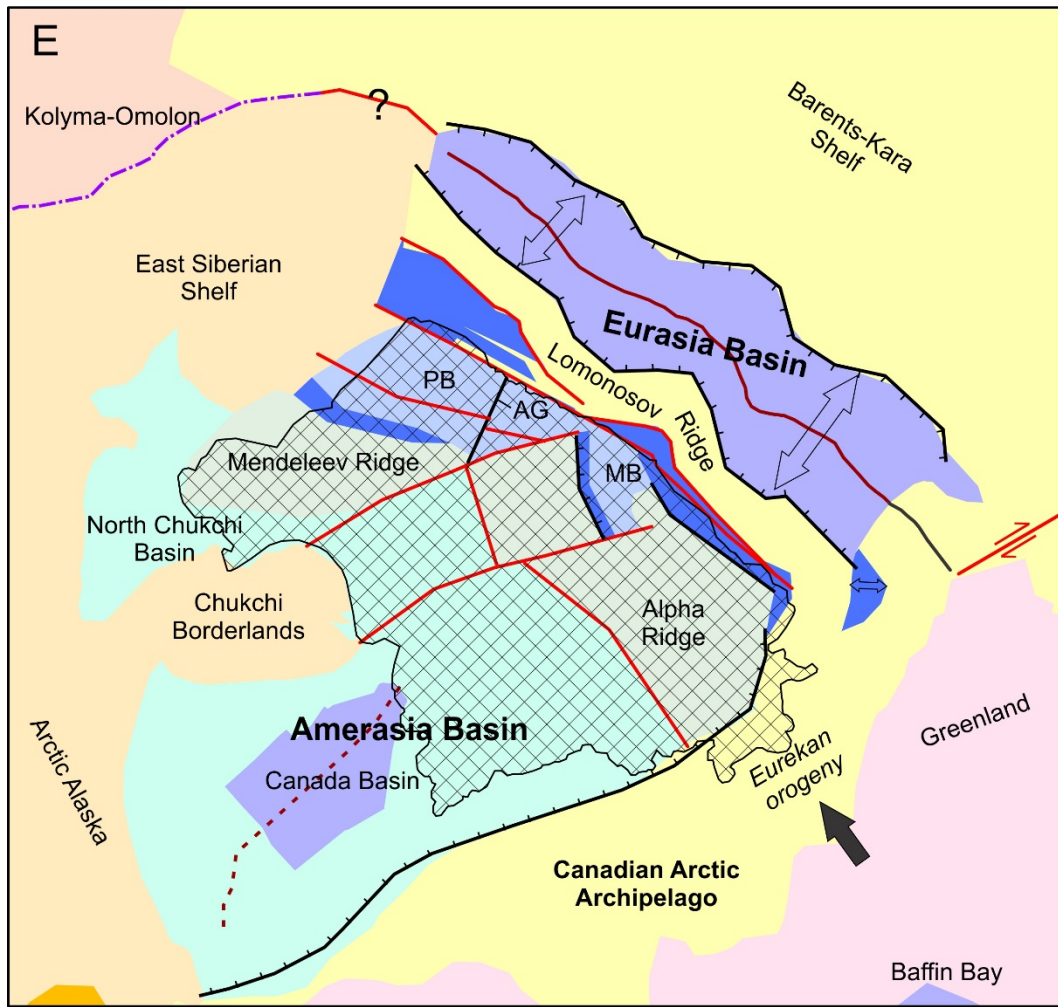 E
?
Kolyma-Omolon
Barents-Kara
Shelf
East Siberian
Shelf
Eurasia Basin
Lomonosov
Ridge
PB
AG
MB
Mendeleev Ridge
North Chukchi
Basin
Chukchi
Borderlands
Alpha
Ridge
Amerasia Basin
Canada Basin
Arctic Alaska
Greenland
Eurekan
orogeny
Canadian Arctic
Archipelago
Baffin Bay